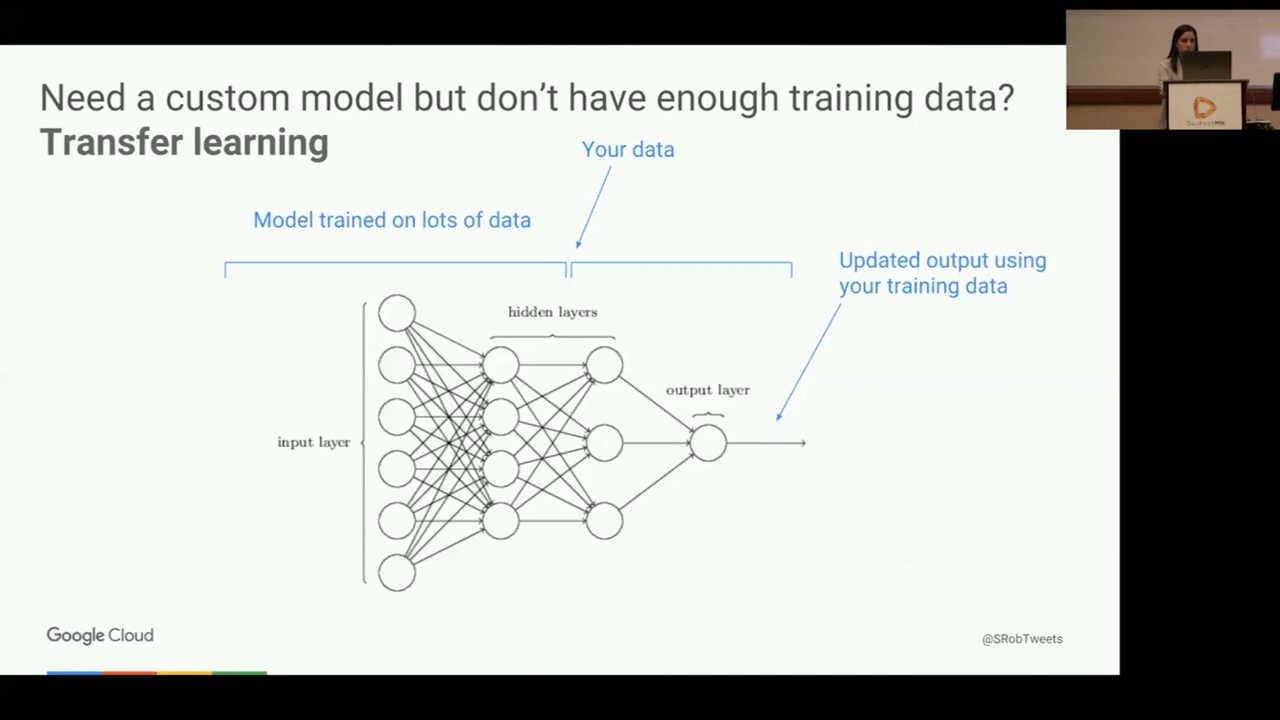 Need a custom model but don't have enough training data?
Transfer learning
Your data
Model trained on lots of data
Updated output using
your training data
hidden layers
output layer
input layer
Google Cloud
@SRobTweets